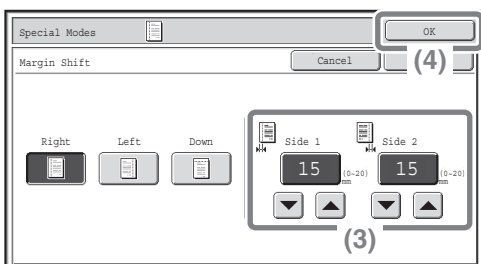 Special Modes
OK
Margin Shift
Cancel
(4)
Right
Left
Down
Side 1
Side 2
15
(0~20)
mm
15
(0~20)
mm
(3)